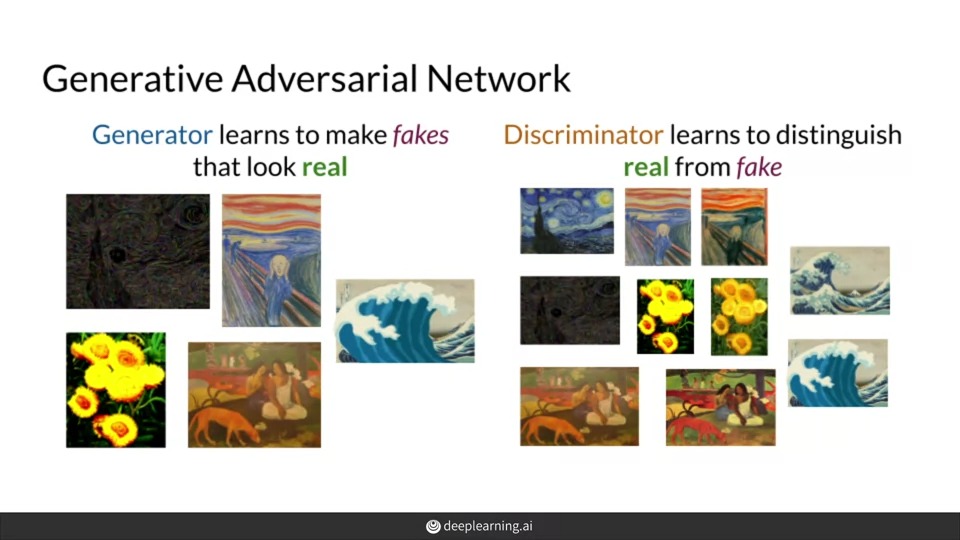 Generative Adversarial Network
Generator learns to make fakes
that look real
Discriminator learns to distinguish
real from fake
deeplearning.ai